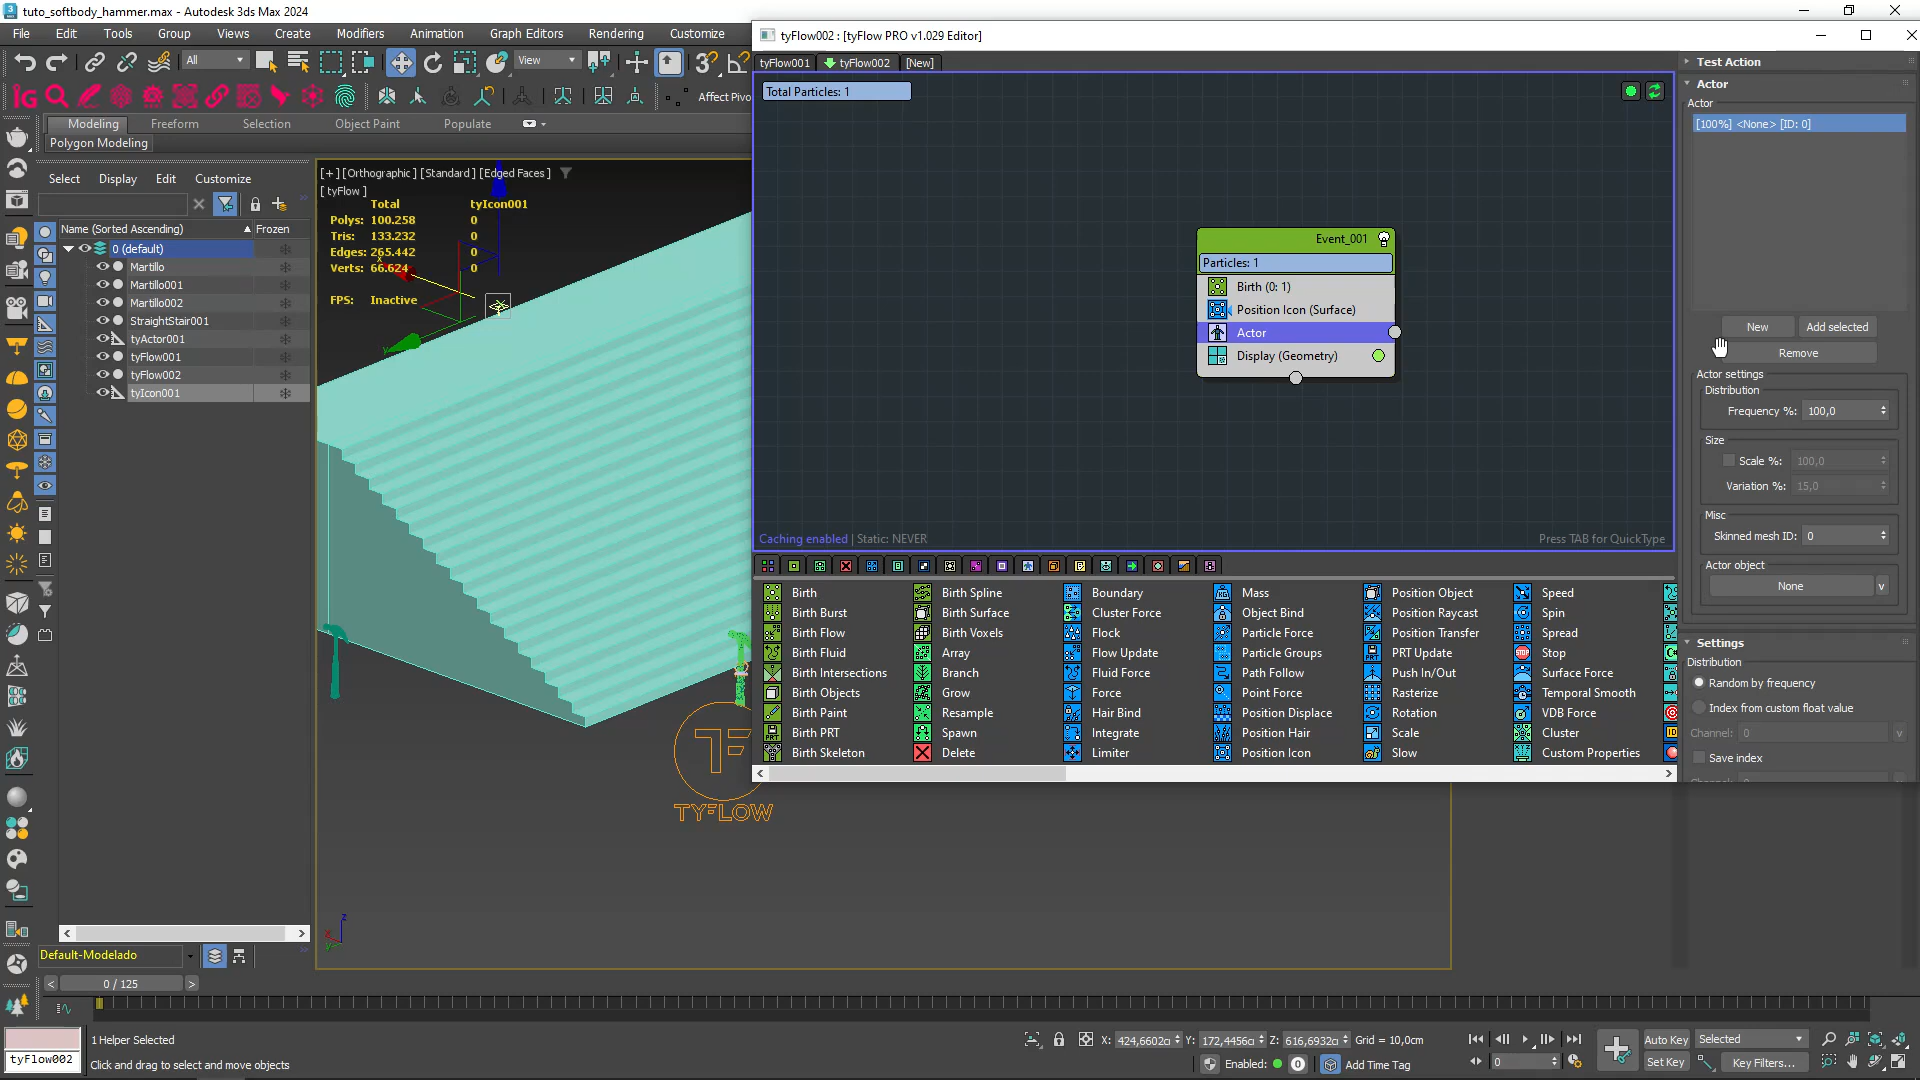 tuto_softbody_hammer.max - Autodesk 3ds Max 2024
File Edit Tools Group Views Create Modifiers Animation Graph Editors Rendering Customize
All
View
Affect Pivo
Modeling Freeform Selection Object Paint Populate
Polygon Modeling
Select Display Edit Customize
Name (Sorted Ascending) Frozen
0 (default)
Martillo
Martillo001
Martillo002
StraightStair001
tyActor001
tyFlow001
tyFlow002
tyIcon001
Default-Modelado
[+] [Orthographic ] [Standard ] [Edged Faces ]
[ tyFlow ]
Total tyIcon001
Polys: 100.258 0
Tris: 133.232 0
Edges: 265.442 0
Verts: 66.624 0
FPS: Inactive
TYFLOW
tyFlow002 : [tyFlow PRO v1.029 Editor]
tyFlow001 tyFlow002 [New]
Total Particles: 1
Event_001
Particles: 1
Birth (0: 1)
Position Icon (Surface)
Actor
Display (Geometry)
Caching enabled | Static: NEVER
Press TAB for QuickType
Birth Birth Spline Boundary Mass Position Object Speed
Birth Burst Birth Surface Cluster Force Object Bind Position Raycast Spin
Birth Flow Birth Voxels Flock Particle Force Position Transfer Spread
Birth Fluid Array Flow Update Particle Groups PRT Update Stop
Birth Intersections Branch Fluid Force Path Follow Push In/Out Surface Force
Birth Objects Grow Force Point Force Rasterize Temporal Smooth
Birth Paint Resample Hair Bind Position Displace Rotation VDB Force
Birth PRT Spawn Integrate Position Hair Scale Cluster
Birth Skeleton Delete Limiter Position Icon Slow Custom Properties
Test Action
Actor
Actor
[100%] <None> [ID: 0]
New Add selected
Remove
Actor settings
Distribution
Frequency %: 100,0
Size
Scale %: 100,0
Variation %: 15,0
Misc
Skinned mesh ID: 0
Actor object
None v
Settings
Distribution
Random by frequency
Index from custom float value
Channel: 0 v
Save index
0 / 125
tyFlow002
1 Helper Selected
Click and drag to select and move objects
X: 424,6602 Y: 172,4456 Z: 616,6932 Grid = 10,0cm
Enabled: 0 Add Time Tag
0
Auto Key Selected
Set Key Key Filters...